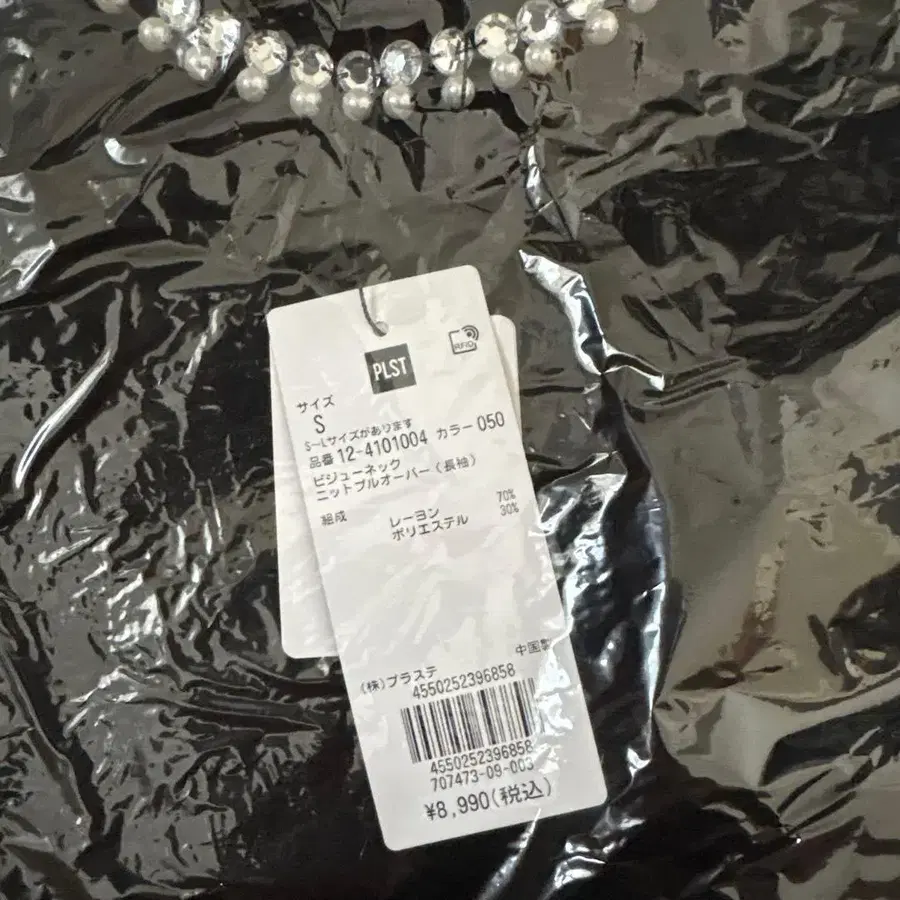 PLST
RFID
サイズ
S
S-Lサイズがあります
品番 12-4101004 カラー 050
ビジューネック
ニットプルオーバー(長袖)
組成 レーヨン 70%
ポリエステル 30%
中国製
(株)プラステ
4550252396858
4550252396858
707473-09-003
¥8,990(税込)